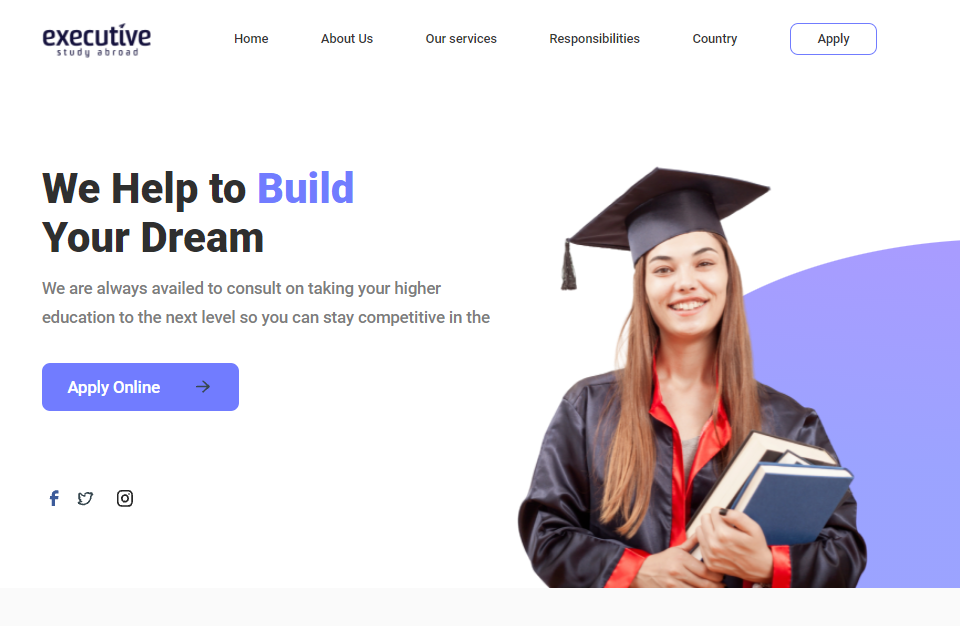 executive
study abroad
Home
About Us
Our services
Responsibilities
Country
Apply
We Help to Build
Your Dream
We are always availed to consult on taking your higher
education to the next level so you can stay competitive in the
Apply Online